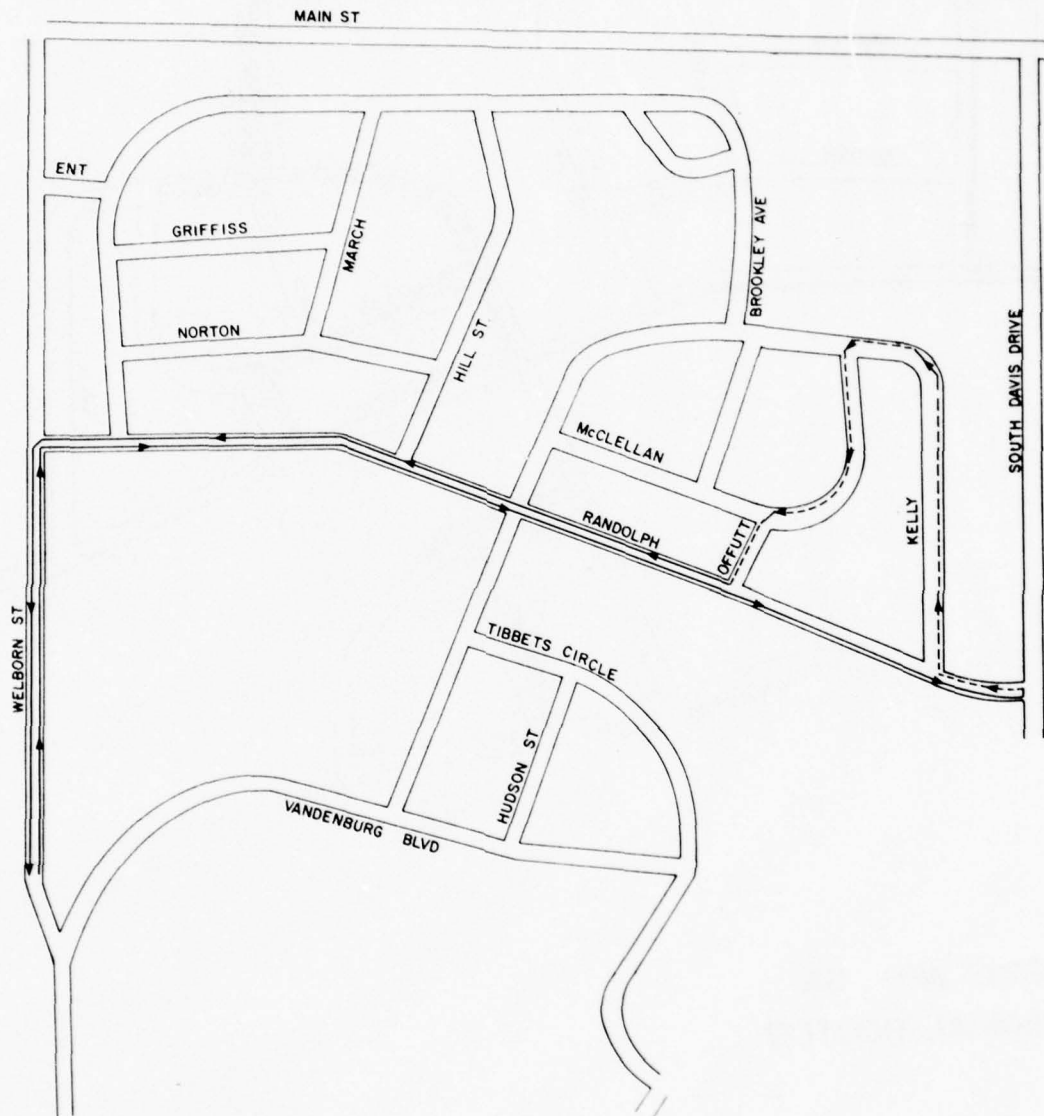 MAIN ST
ENT
GRIFFISS
MARCH
BROOKLEY AVE
NORTON
HILL ST
SOUTH DAVIS DRIVE
McCLELLAN
RANDOLPH
OFFUTT
KELLY
WELBORN ST
TIBBETS CIRCLE
HUDSON ST
VANDENBURG BLVD